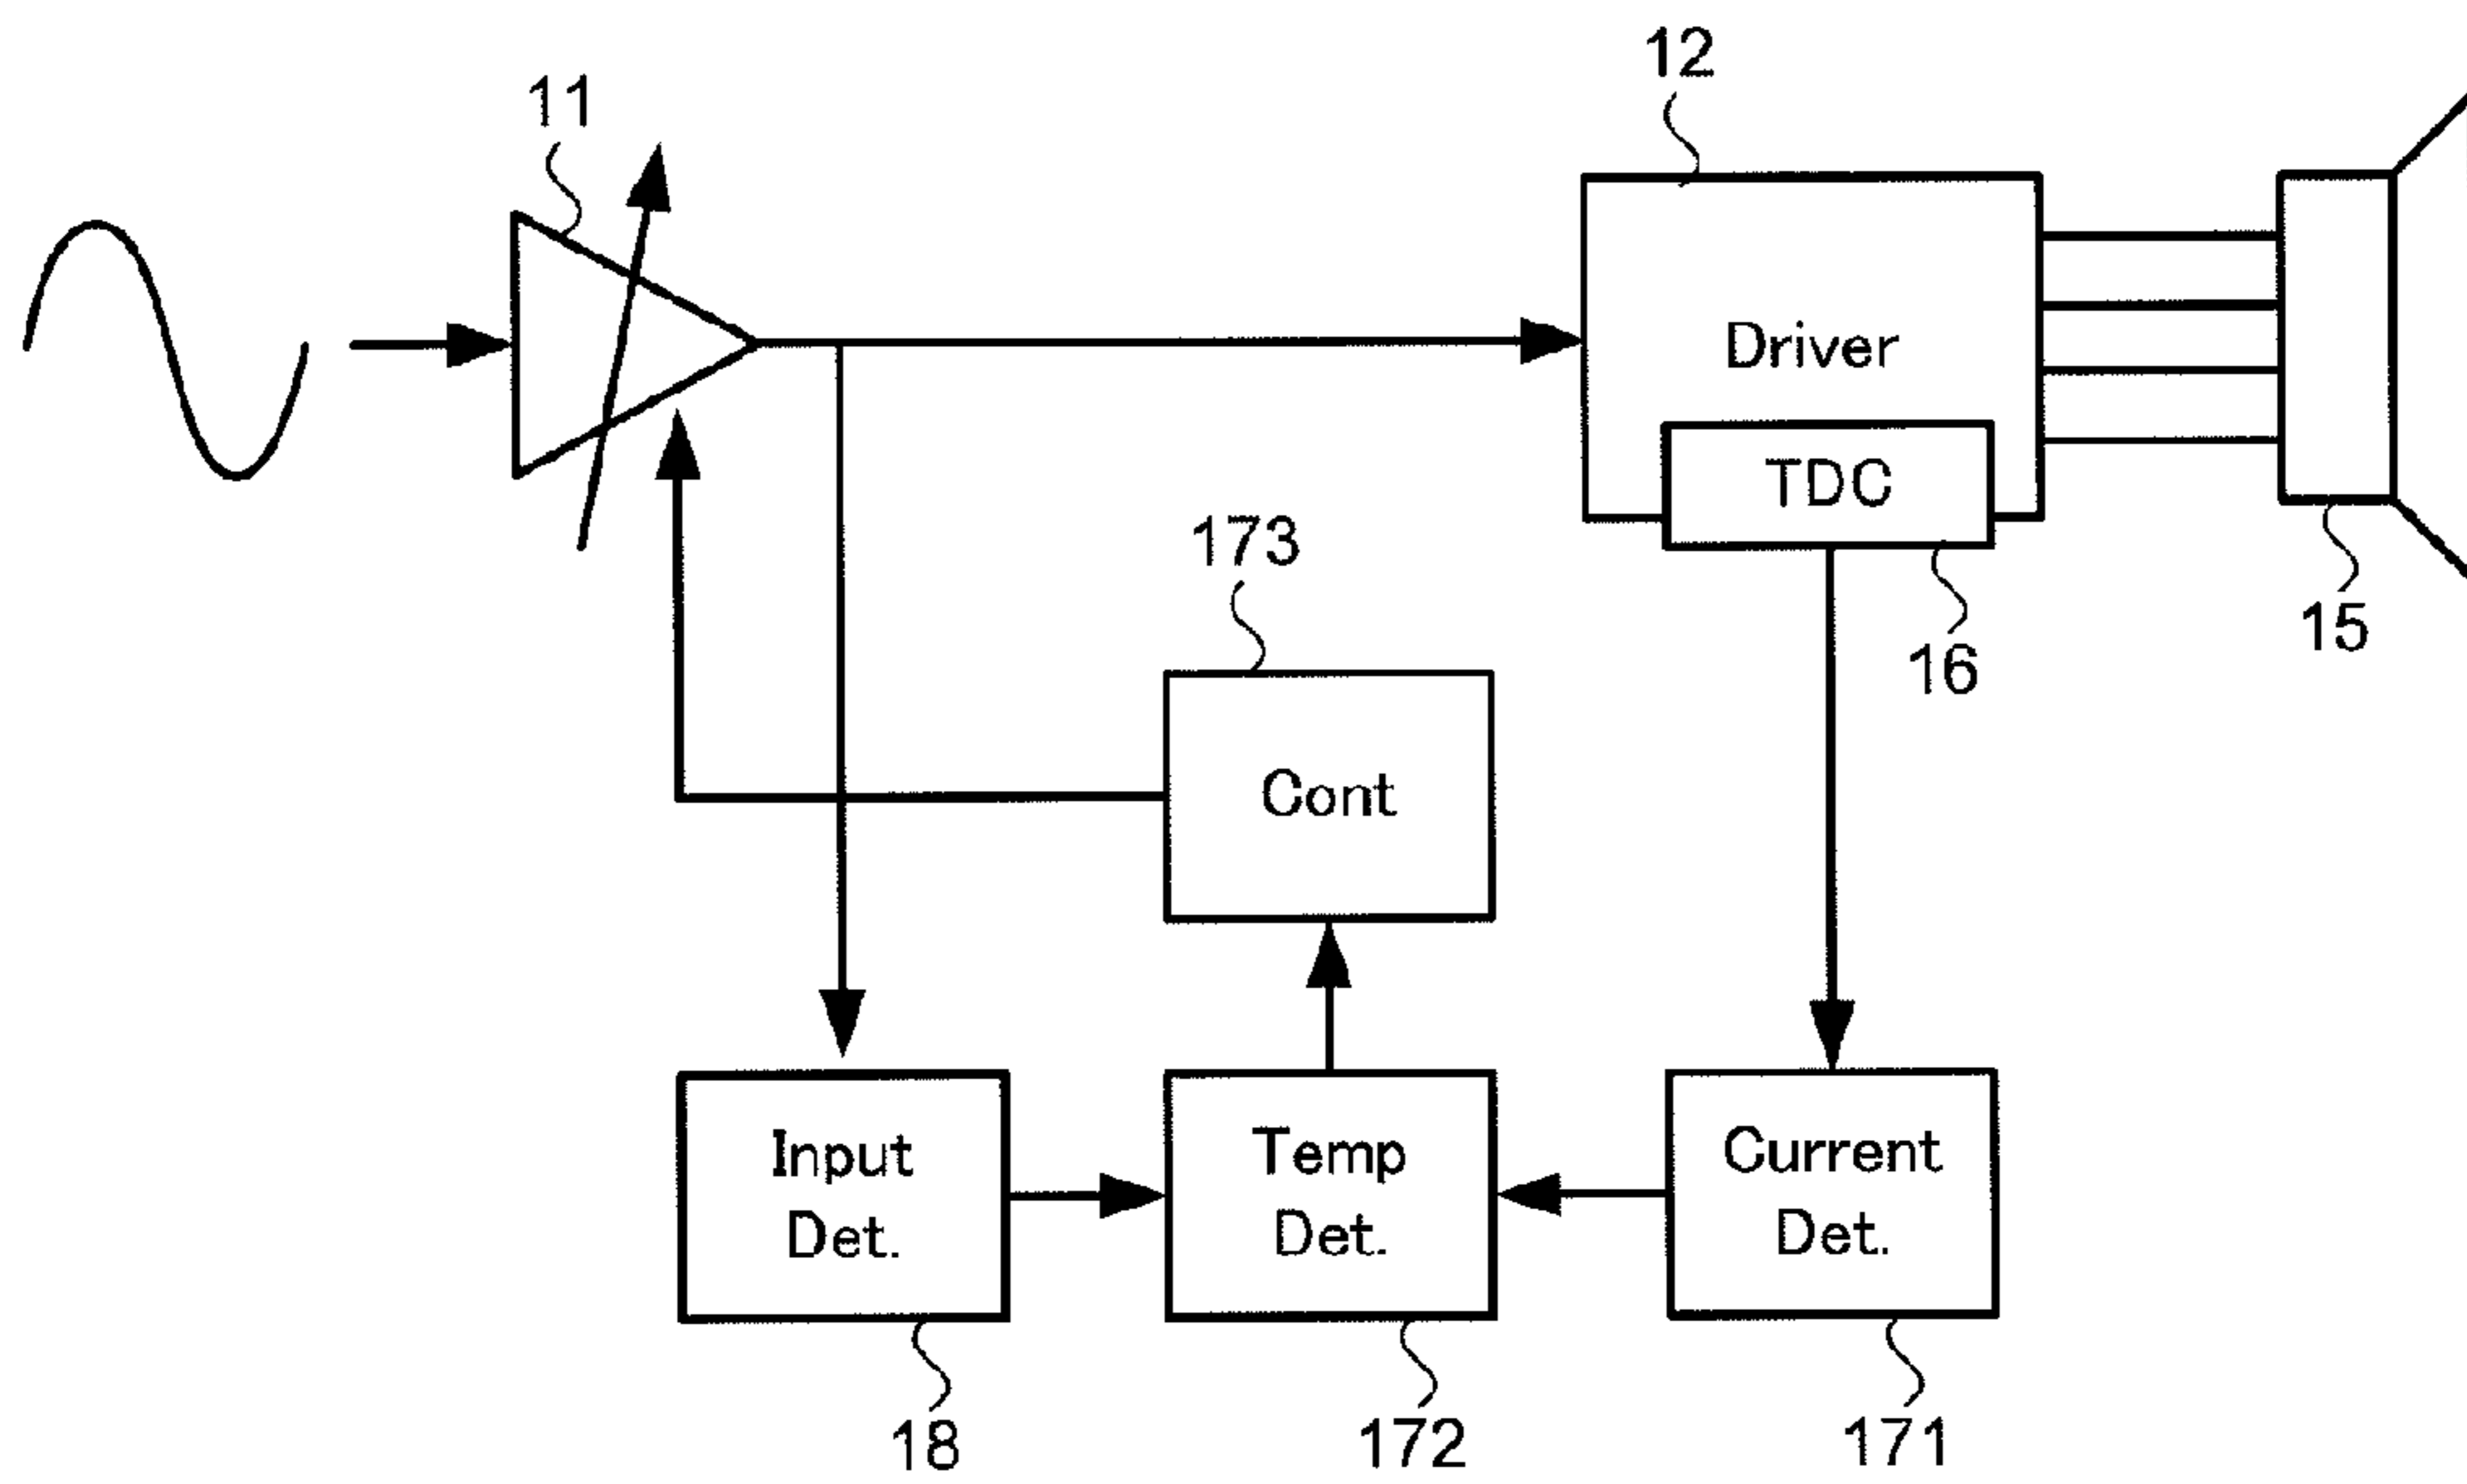 12
11
Driver
TDC
173
15
16
Cont
Input
Det.
Temp
Det.
Current
Det.
18
172
171